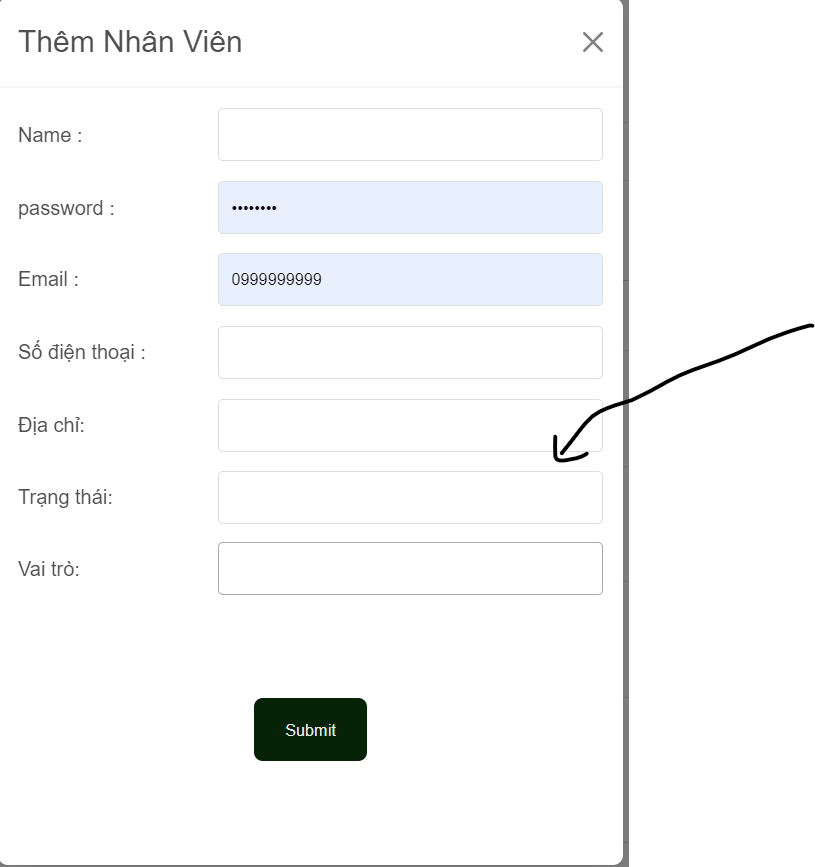 Thêm Nhân Viên
Name :
password : ••••••••
Email : 0999999999
Số điện thoại :
Địa chỉ:
Trạng thái:
Vai trò:
Submit